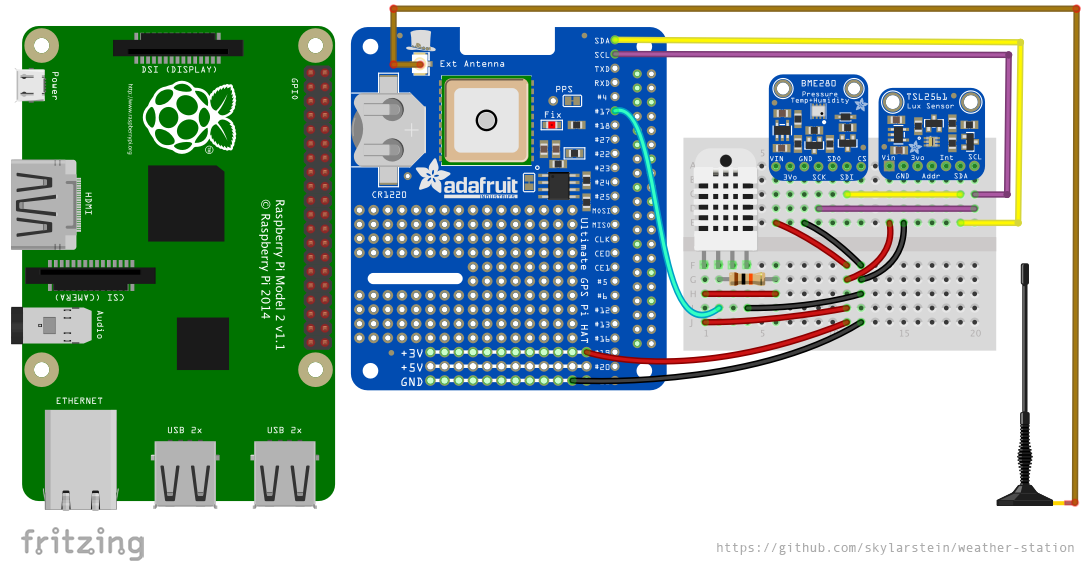 DSI (DISPLAY)
Power
http://www.raspberrypi.org
®
GPIO
HDMI
Raspberry Pi Model 2 v1.1
© Raspberry Pi 2014
CSI (CAMERA)
Audio
ETHERNET
USB 2x
USB 2x
Ext Antenna
PPS
Fix
CR1220
adafruit
INDUSTRIES
Ultimate GPS Pi HAT
SDA
SCL
TXD
RXD
#4
#17
#18
#27
#22
#23
#24
#25
MOSI
MISO
CLK
CE0
CE1
#5
#6
#12
#13
#16
#19
#20
+3V
+5V
GND
BME280
Pressure
Temp+Humidity
VIN
GND
SDO
CS
3Vo
SCK
SDI
TSL2561
Lux Sensor
Vin
3vo
Int
SCL
GND
Addr
SDA
A
F
G
H
J
1
5
15
20
fritzing
https://github.com/skylarstein/weather-station